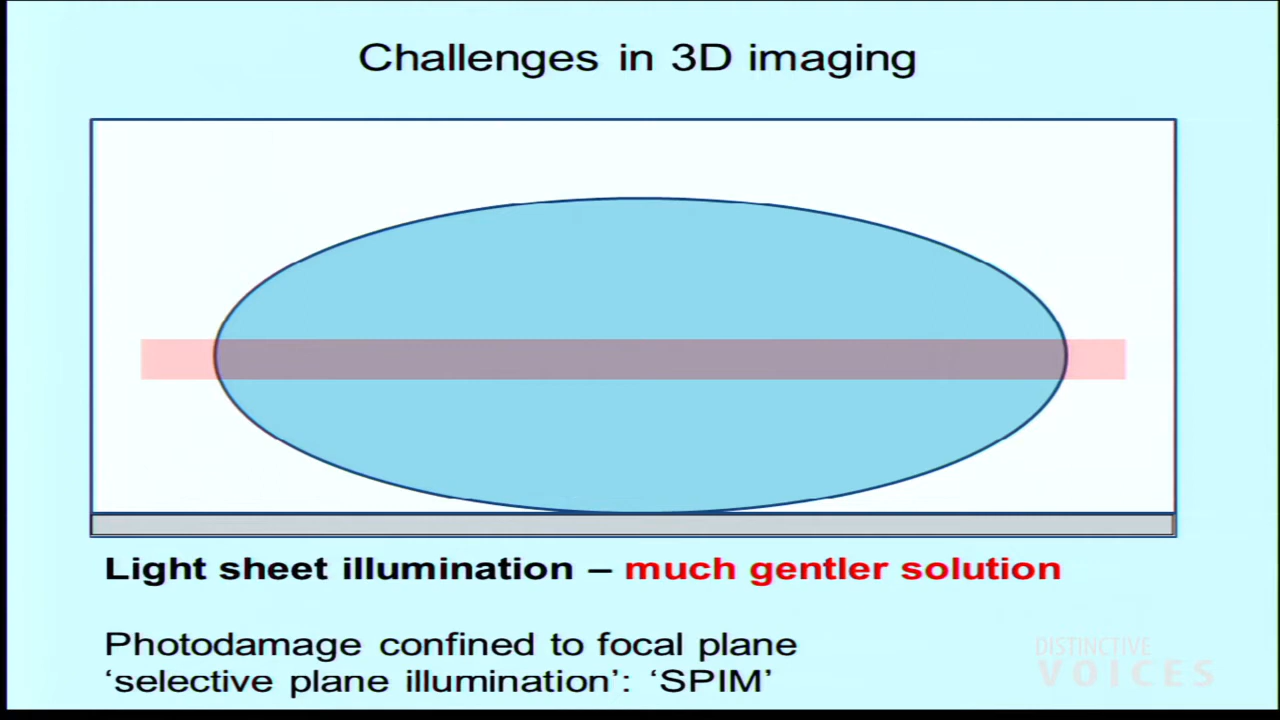 Challenges in 3D imaging
Light sheet illumination – much gentler solution
Photodamage confined to focal plane
‘selective plane illumination’: ‘SPIM’
DISTINCTIVE
VOICES